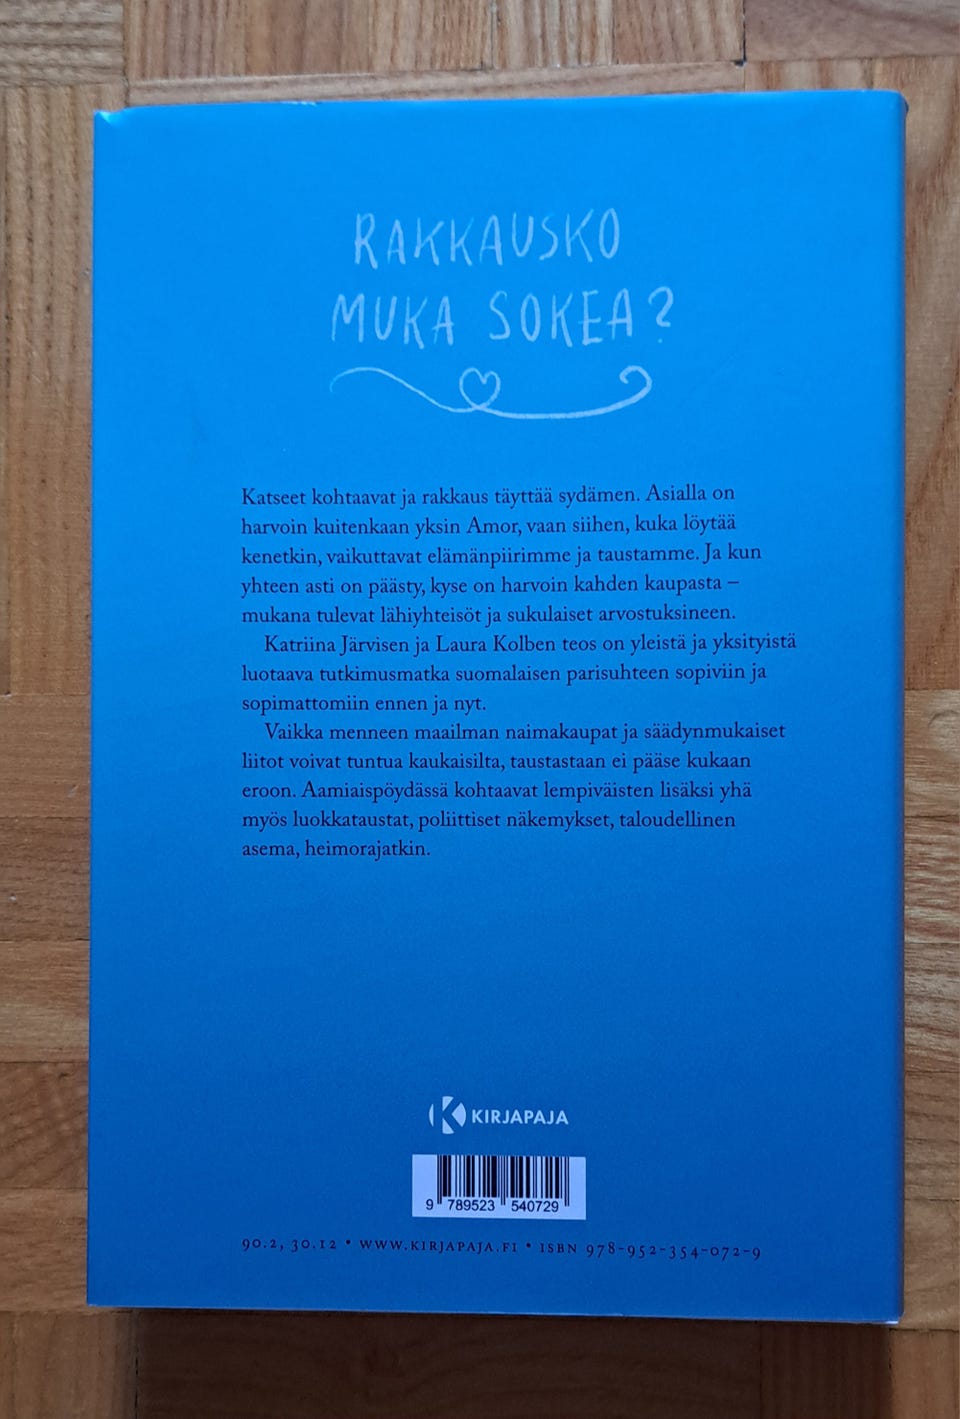 RAKKAUSKO
MUKA SOKEA?
Katseet kohtaavat ja rakkaus täyttää sydämen. Asialla on
harvoin kuitenkaan yksin Amor, vaan siihen, kuka löytää
kenetkin, vaikuttavat elämänpiirimme ja taustamme. Ja kun
yhteen asti on päästy, kyse on harvoin kahden kaupasta –
mukana tulevat lähiyhteisöt ja sukulaiset arvostuksineen.
Katriina Järvisen ja Laura Kolben teos on yleistä ja yksityistä
luotaava tutkimusmatka suomalaisen parisuhteen sopiviin ja
sopimattomiin ennen ja nyt.
Vaikka menneen maailman naimakaupat ja säädynmukaiset
liitot voivat tuntua kaukaisilta, taustastaan ei pääse kukaan
eroon. Aamiaispöydässä kohtaavat lempiväisten lisäksi yhä
myös luokkataustat, poliittiset näkemykset, taloudellinen
asema, heimorajatkin.
K KIRJAPAJA
9 789523 540729
90.2, 30.12 • WWW.KIRJAPAJA.FI • ISBN 978-952-354-072-9